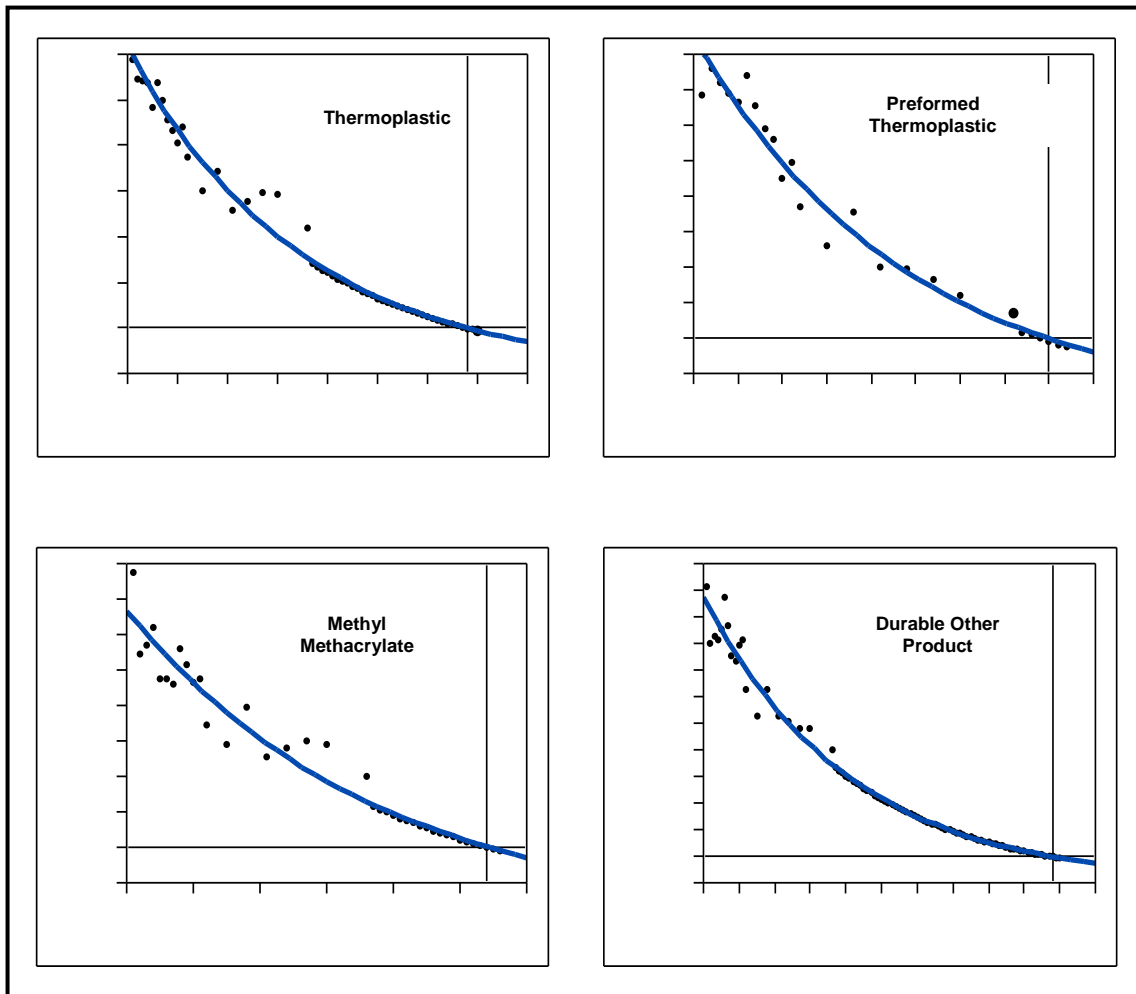 Thermoplastic
Preformed
Thermoplastic
Methyl
Methacrylate
Durable Other
Product